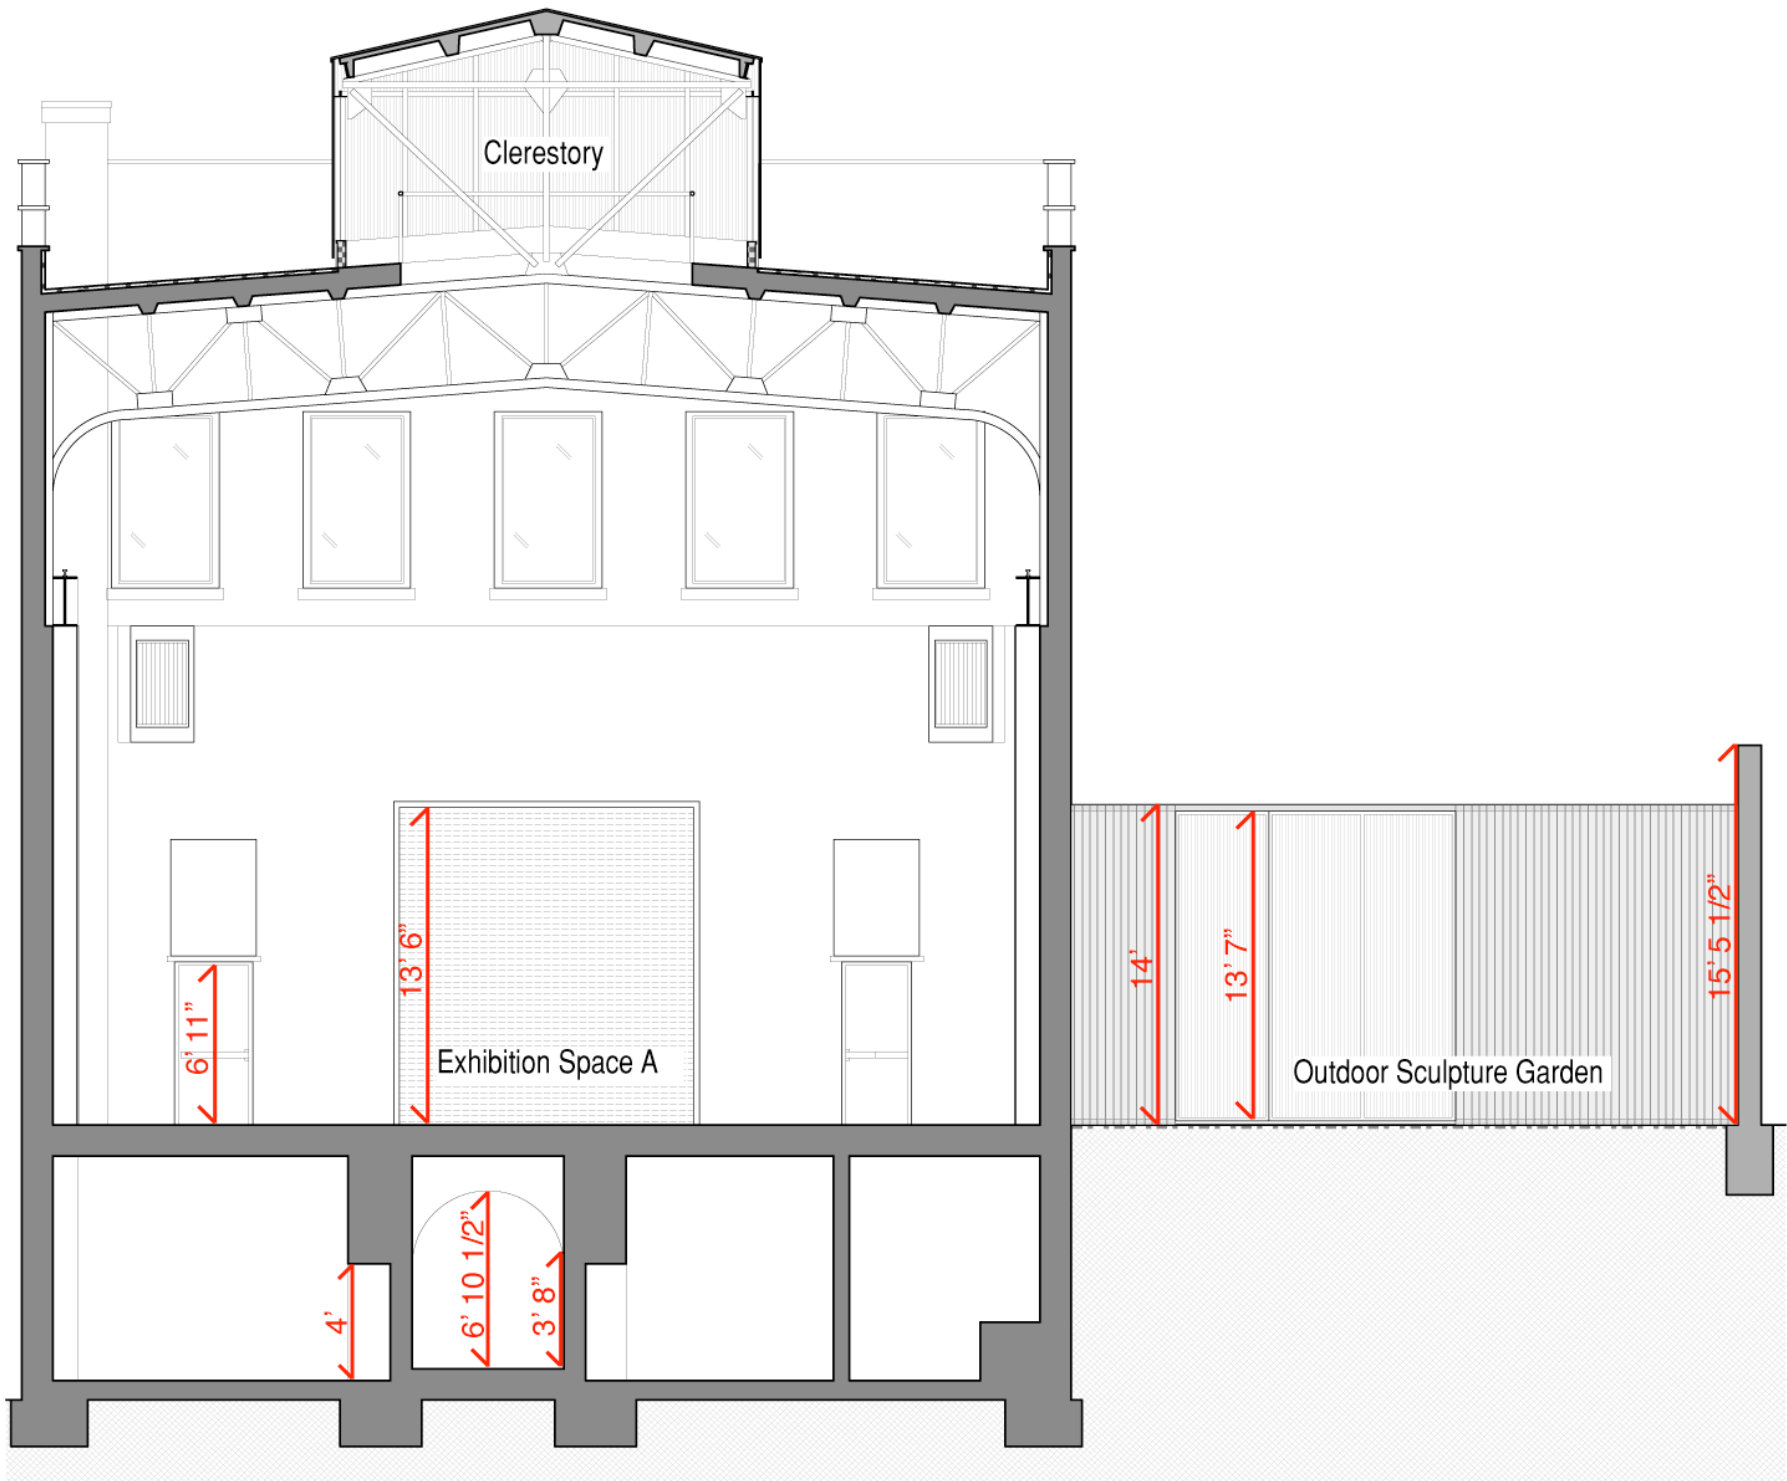 Clerestory
6’ 11”
13’ 6”
Exhibition Space A
14’
13’ 7”
Outdoor Sculpture Garden
15’ 5 1/2”
4’
6’ 10 1/2”
3’ 8”